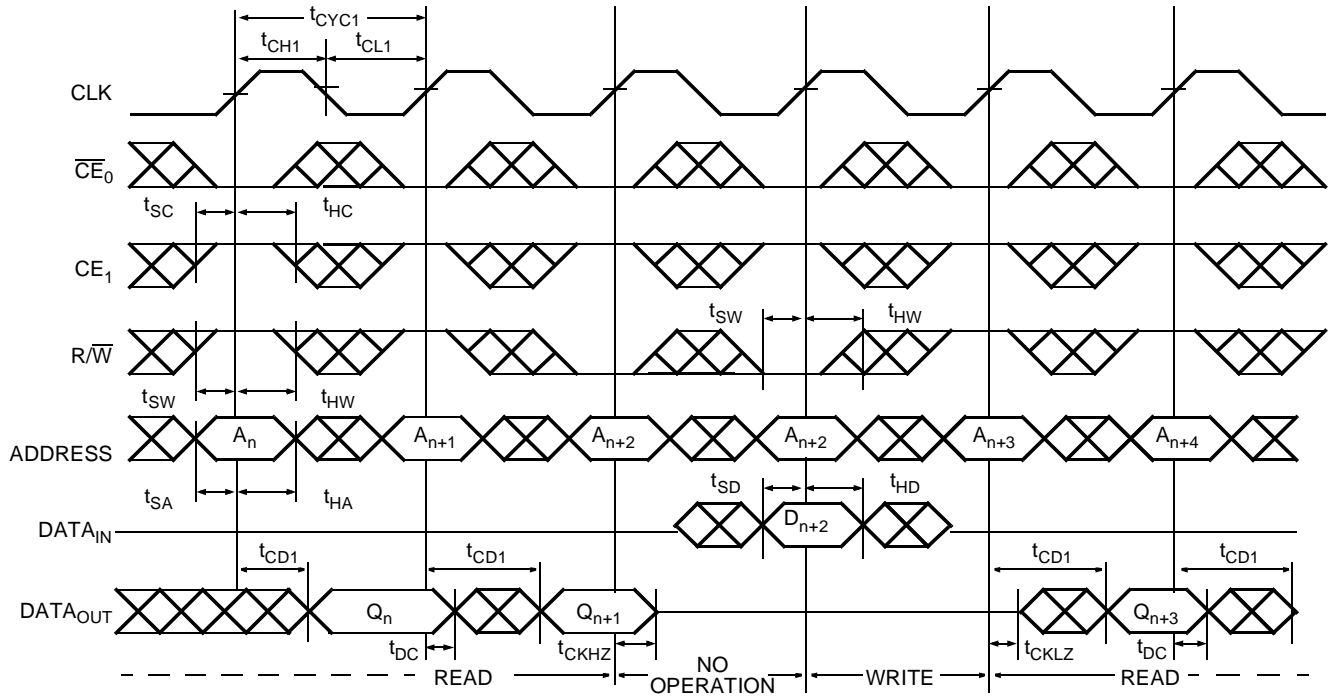 tCYC1
tCH1 tCL1
CLK
CE0
tSC tHC
CE1
tSW tHW
R/W
tSW tHW
ADDRESS An An+1 An+2 An+2 An+3 An+4
tSA tHA tSD tHD
DATAIN Dn+2
tCD1 tCD1 tCD1 tCD1
DATAOUT Qn Qn+1 Qn+3
tDC tCKHZ tCKLZ tDC
READ NO OPERATION WRITE READ